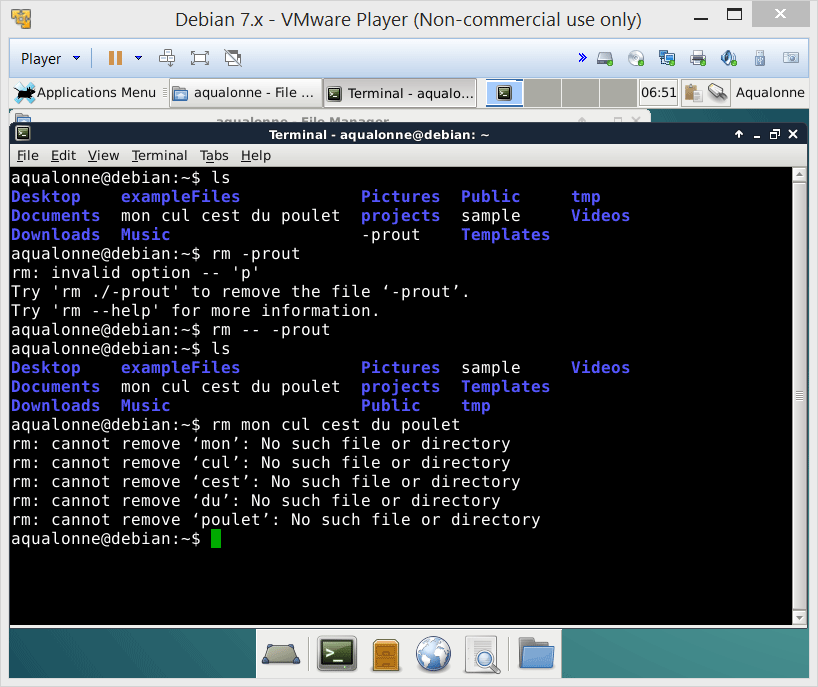 Debian 7.x - VMware Player (Non-commercial use only)
Player
Applications Menu aqualonne - File ... Terminal - aqualo... 06:51 Aqualonne
aqualonne - File Manager
Terminal - aqualonne@debian: ~
File Edit View Terminal Tabs Help
aqualonne@debian:~$ ls
Desktop exampleFiles Pictures Public tmp
Documents mon cul cest du poulet projects sample Videos
Downloads Music -prout Templates
aqualonne@debian:~$ rm -prout
rm: invalid option -- 'p'
Try 'rm ./-prout' to remove the file ‘-prout’.
Try 'rm --help' for more information.
aqualonne@debian:~$ rm -- -prout
aqualonne@debian:~$ ls
Desktop exampleFiles Pictures sample Videos
Documents mon cul cest du poulet projects Templates
Downloads Music Public tmp
aqualonne@debian:~$ rm mon cul cest du poulet
rm: cannot remove ‘mon’: No such file or directory
rm: cannot remove ‘cul’: No such file or directory
rm: cannot remove ‘cest’: No such file or directory
rm: cannot remove ‘du’: No such file or directory
rm: cannot remove ‘poulet’: No such file or directory
aqualonne@debian:~$